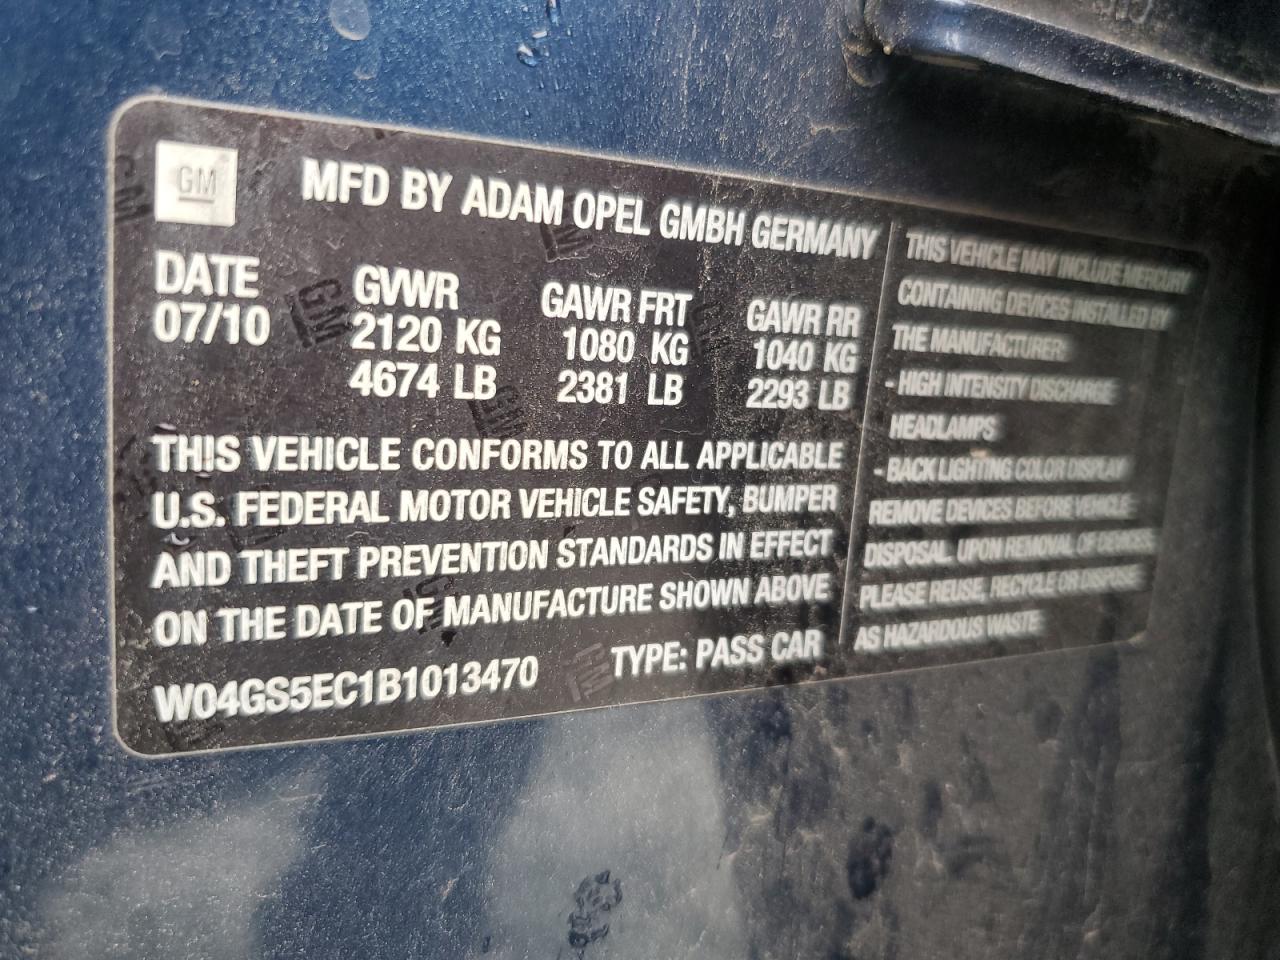 GM
MFD BY ADAM OPEL GMBH GERMANY
DATE
07/10
GVWR
2120 KG
4674 LB
GAWR FRT
1080 KG
2381 LB
GAWR RR
1040 KG
2293 LB
THIS VEHICLE CONFORMS TO ALL APPLICABLE
U.S. FEDERAL MOTOR VEHICLE SAFETY, BUMPER
AND THEFT PREVENTION STANDARDS IN EFFECT
ON THE DATE OF MANUFACTURE SHOWN ABOVE
W04GS5EC1B1013470
TYPE: PASS CAR
THIS VEHICLE MAY INCLUDE MERCURY
CONTAINING DEVICES INSTALLED BY
THE MANUFACTURER:
- HIGH INTENSITY DISCHARGE
HEADLAMPS
- BACK LIGHTING COLOR DISPLAY
REMOVE DEVICES BEFORE VEHICLE
DISPOSAL. UPON REMOVAL OF DEVICES
PLEASE REUSE, RECYCLE OR DISPOSE
AS HAZARDOUS WASTE